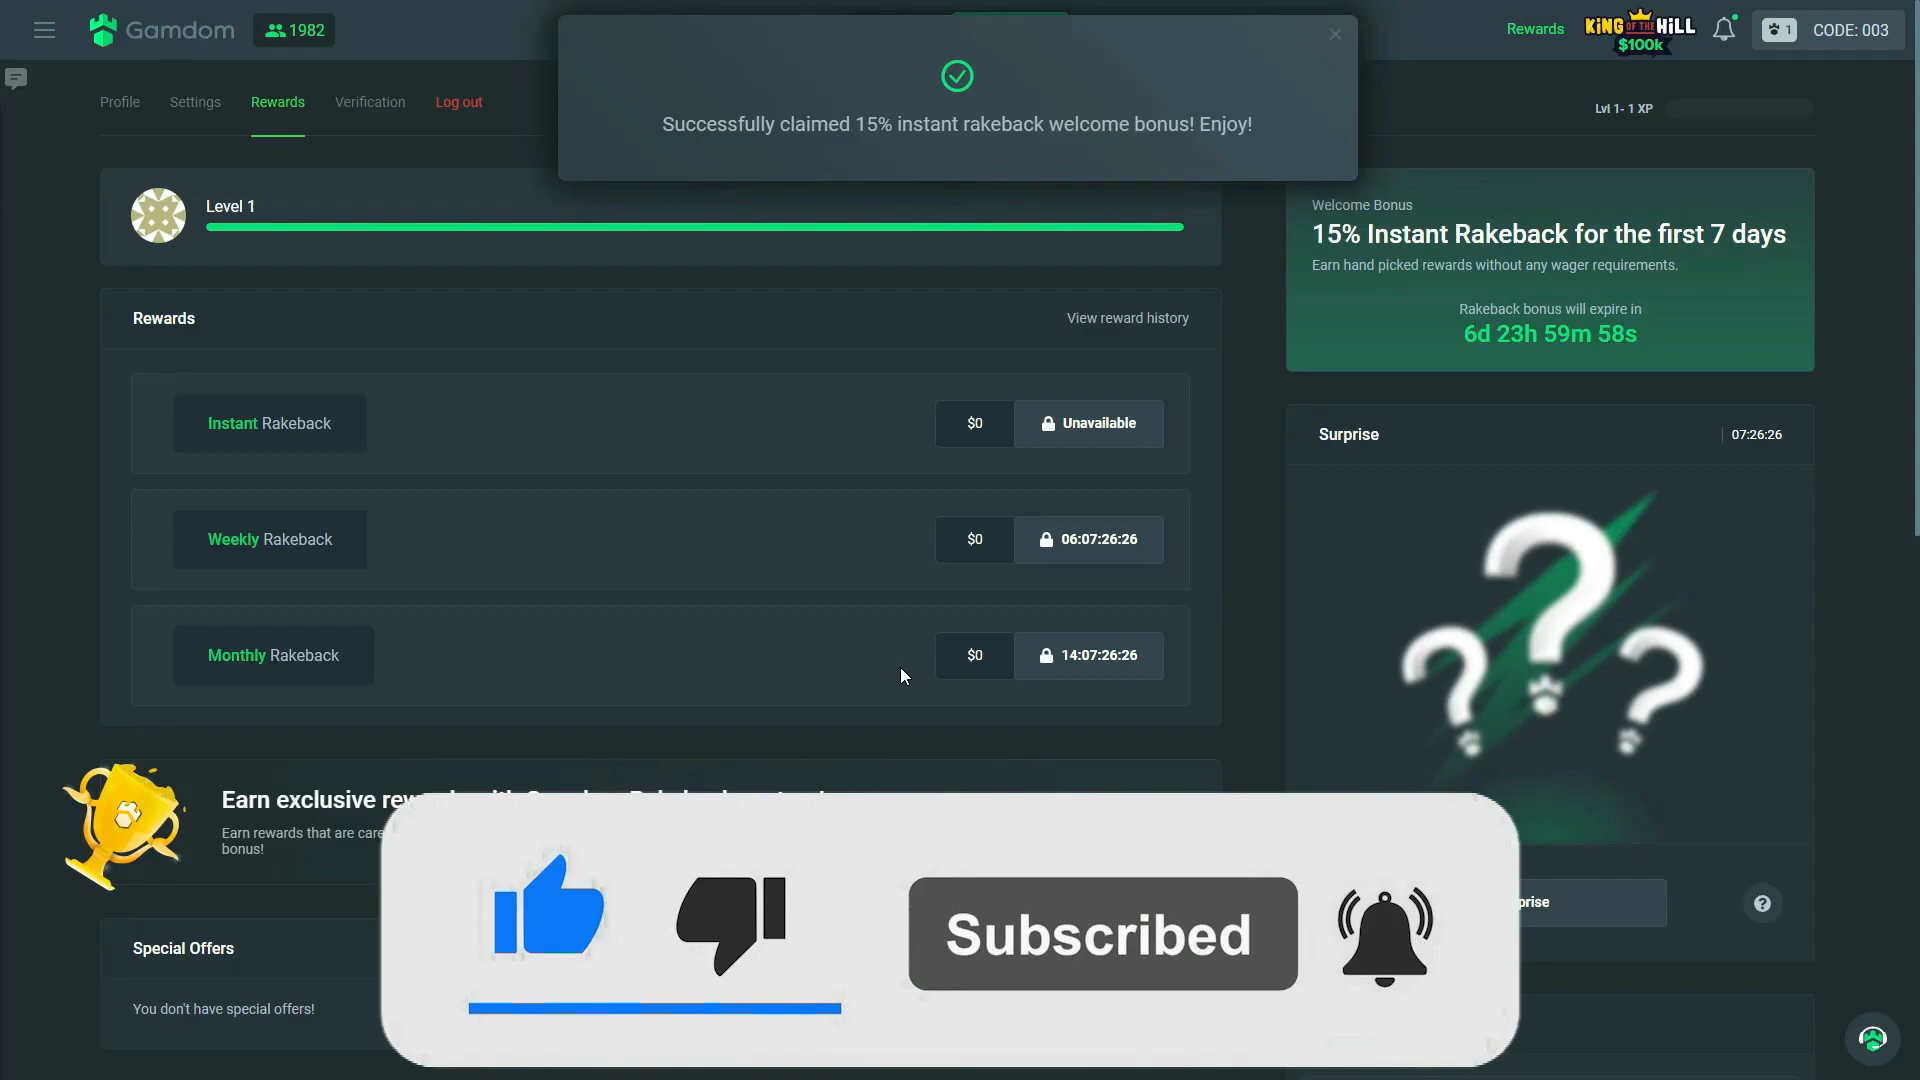 Gamdom
1982
Rewards
KING OF THE HILL
$100k
1
CODE: 003
Successfully claimed 15% instant rakeback welcome bonus! Enjoy!
Profile
Settings
Rewards
Verification
Log out
Lvl 1- 1 XP
Level 1
Welcome Bonus
15% Instant Rakeback for the first 7 days
Earn hand picked rewards without any wager requirements.
Rakeback bonus will expire in
6d 23h 59m 58s
Rewards
View reward history
Instant Rakeback
$0
Unavailable
Weekly Rakeback
$0
06:07:26:26
Monthly Rakeback
$0
14:07:26:26
Surprise
07:26:26
Earn exclusive
Earn rewards that are
bonus!
Special Offers
You don't have special offers!
Subscribed